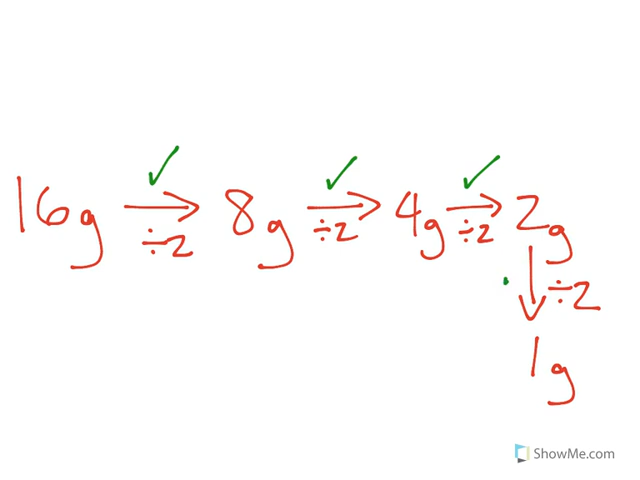 16g → 8g → 4g → 2g
÷2 ÷2 ÷2
÷2
1g
ShowMe.com